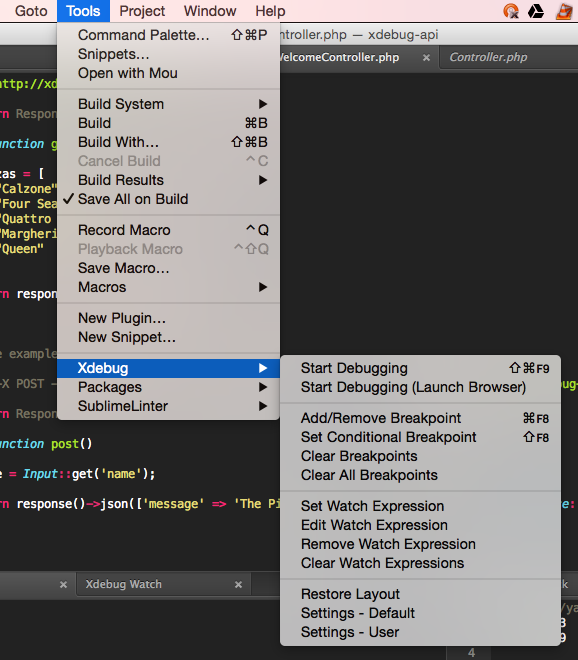 Goto Tools Project Window Help
ntroller.php — xdebug-api
Command Palette... ⇧⌘P
Snippets...
Open with Mou
Build System ▶
Build ⌘B
Build With... ⇧⌘B
Cancel Build ^C
Build Results ▶
✓ Save All on Build
Record Macro ^Q
Playback Macro ^⇧Q
Save Macro...
Macros ▶
New Plugin...
New Snippet...
Xdebug ▶
Packages ▶
SublimeLinter ▶
Start Debugging ⇧⌘F9
Start Debugging (Launch Browser)
Add/Remove Breakpoint ⌘F8
Set Conditional Breakpoint ⇧F8
Clear Breakpoints
Clear All Breakpoints
Set Watch Expression
Edit Watch Expression
Remove Watch Expression
Clear Watch Expressions
Restore Layout
Settings - Default
Settings - User
elcomeController.php × Controller.php
http://xd
rn Respon
unction g
zas = [
"Calzone"
"Four Sea
"Quattro
"Margheri
"Queen"
rn respon
e example
-X POST -
rn Respon
unction post()
e = Input::get('name');
rn response()->json(['message' => 'The Pi
× Xdebug Watch ×
4